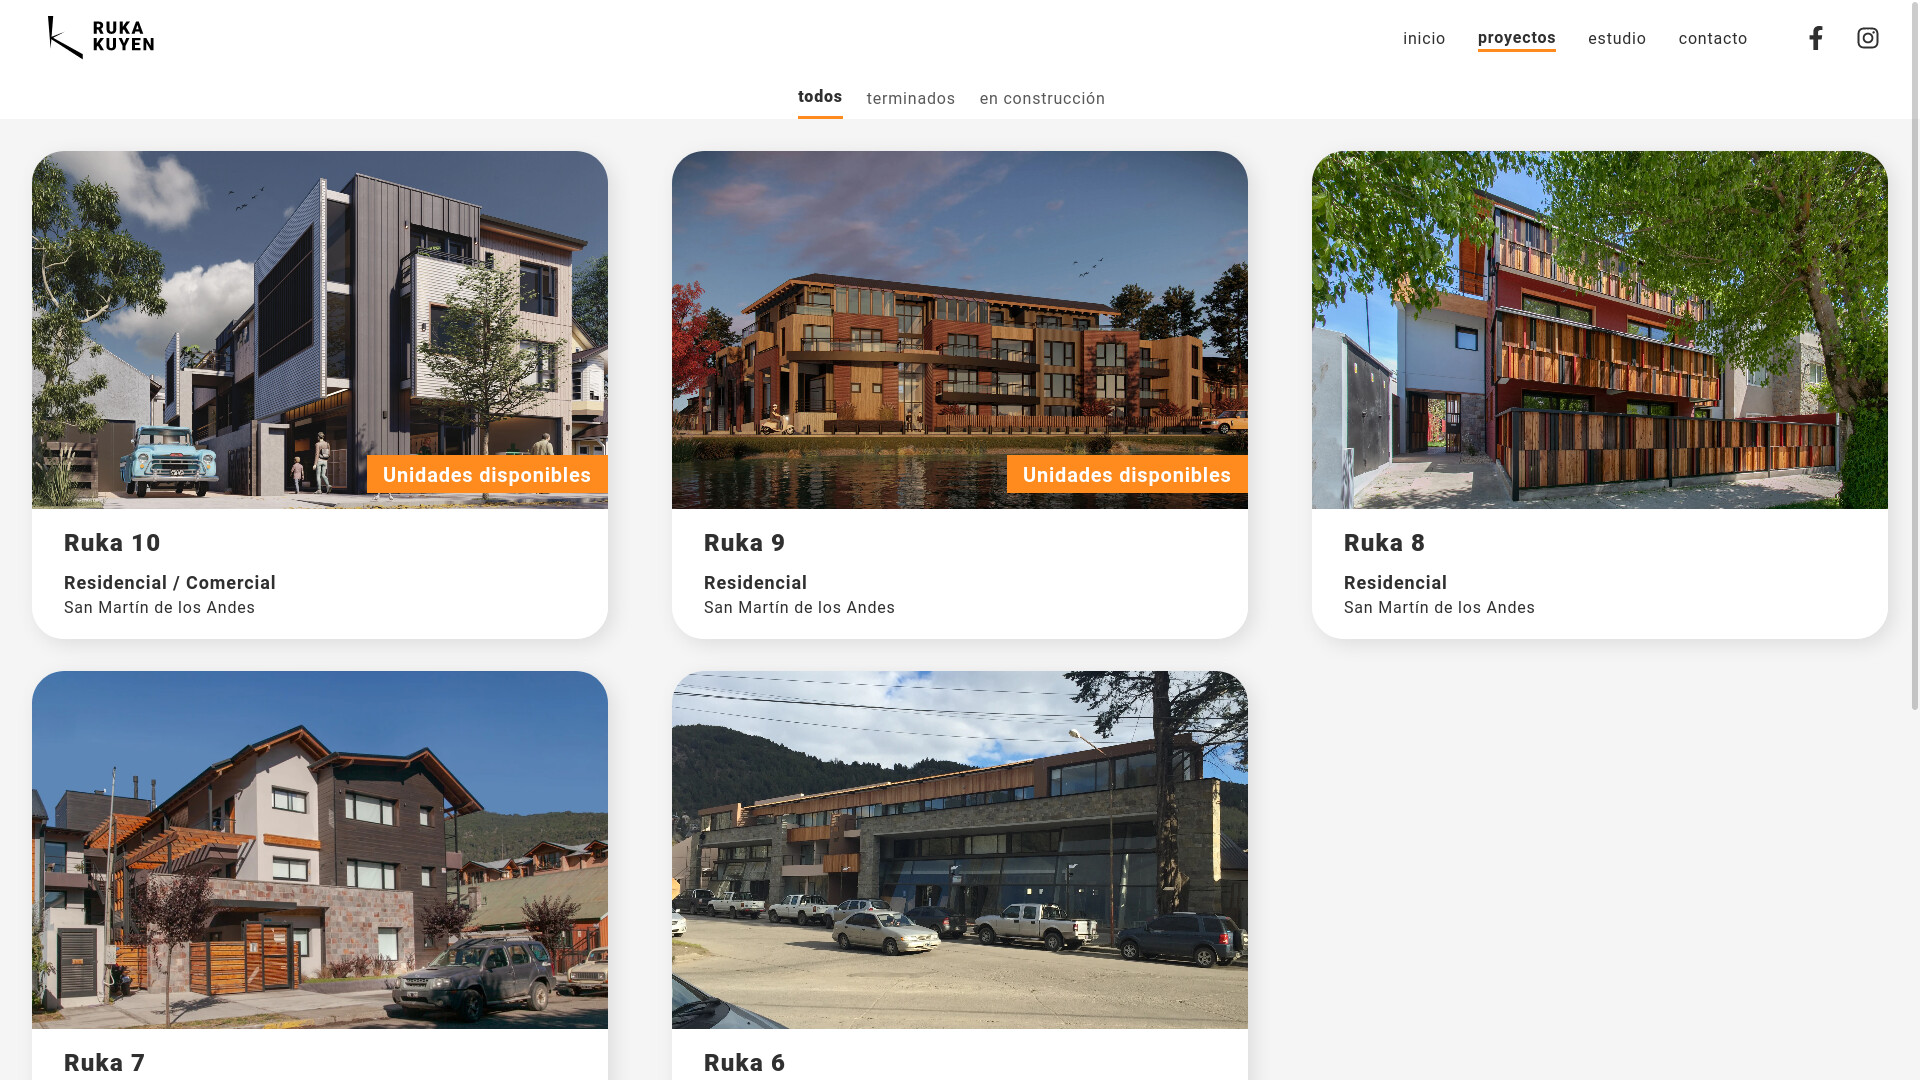 RUKA
KUYEN
inicio
proyectos
estudio
contacto
todos
terminados
en construcción
Unidades disponibles
Unidades disponibles
Ruka 10
Residencial / Comercial
San Martín de los Andes
Ruka 9
Residencial
San Martín de los Andes
Ruka 8
Residencial
San Martín de los Andes
Ruka 7
Ruka 6